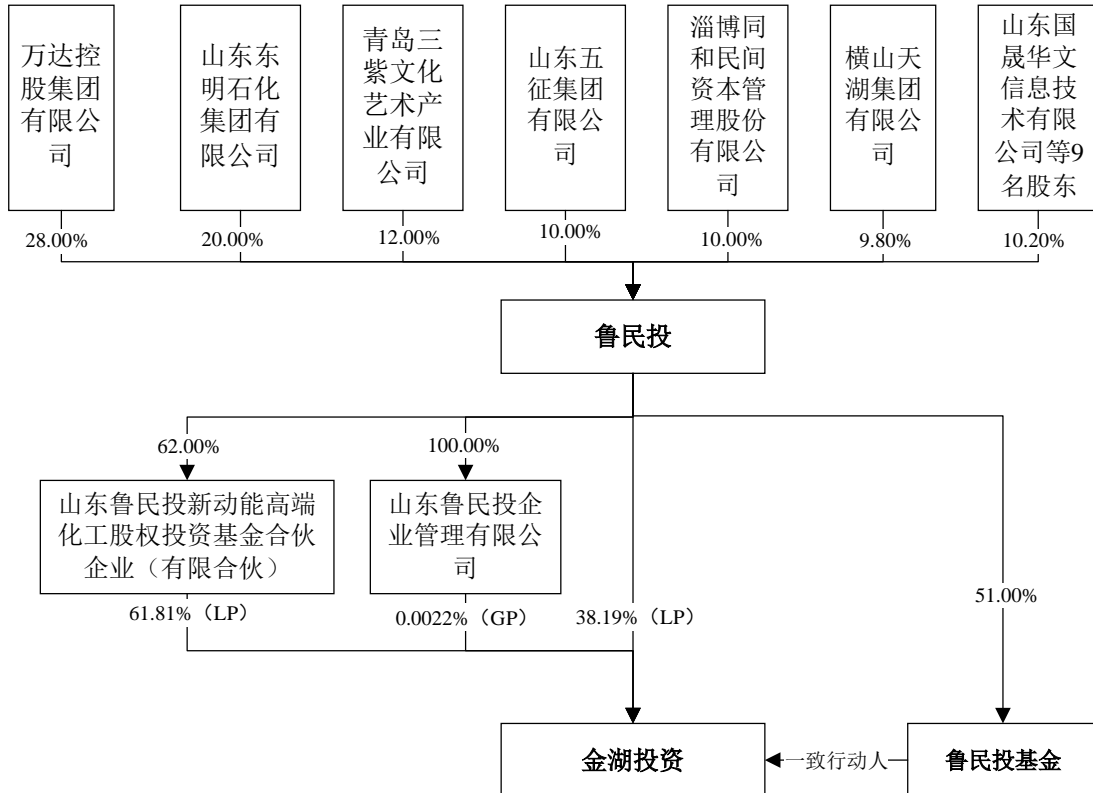 万达控
股集团
有限公
司
山东东
明石化
集团有
限公司
青岛三
紫文化
艺术产
业有限
公司
山东五
征集团
有限公
司
淄博同
和民间
资本管
理股份
有限公
司
横山天
湖集团
有限公
司
山东国
晟华文
信息技
术有限
公司等9
名股东
28.00%
20.00%
12.00%
10.00%
10.00%
9.80%
10.20%
鲁民投
62.00%
100.00%
山东鲁民投新动能高端
化工股权投资基金合伙
企业（有限合伙）
山东鲁民投企
业管理有限公
司
61.81%（LP）
0.0022%（GP）
38.19%（LP）
51.00%
金湖投资
一致行动人
鲁民投基金